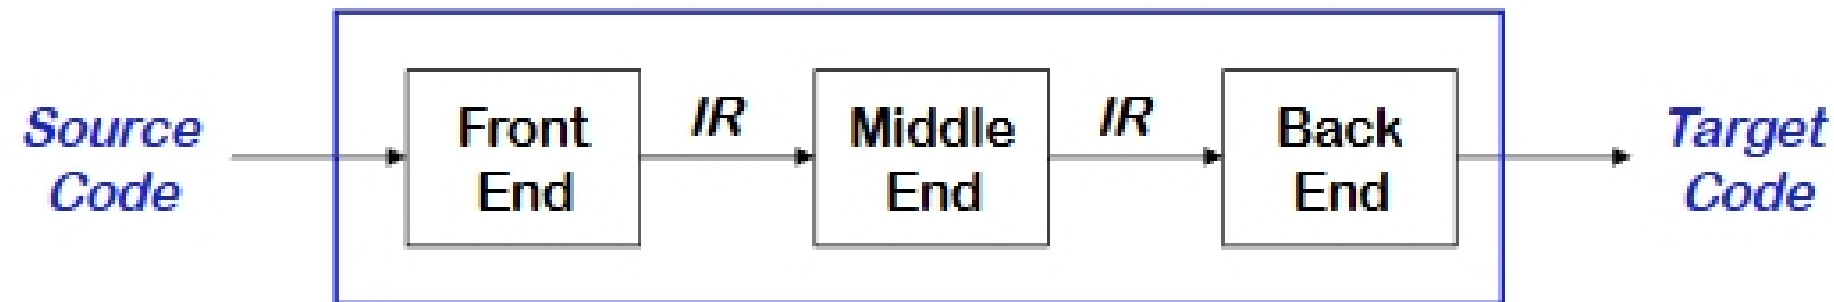 Source
Code
Front
End
IR
Middle
End
IR
Back
End
Target
Code